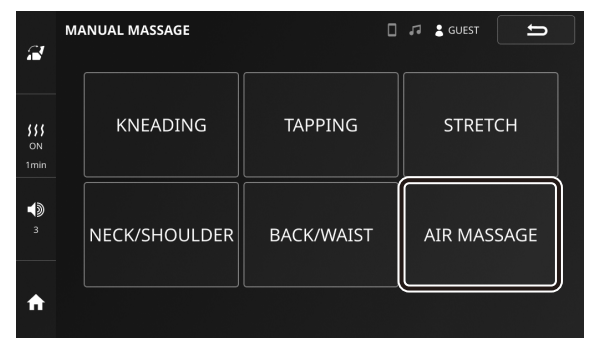 MANUAL MASSAGE
GUEST
ON
1min
3
KNEADING
TAPPING
STRETCH
NECK/SHOULDER
BACK/WAIST
AIR MASSAGE